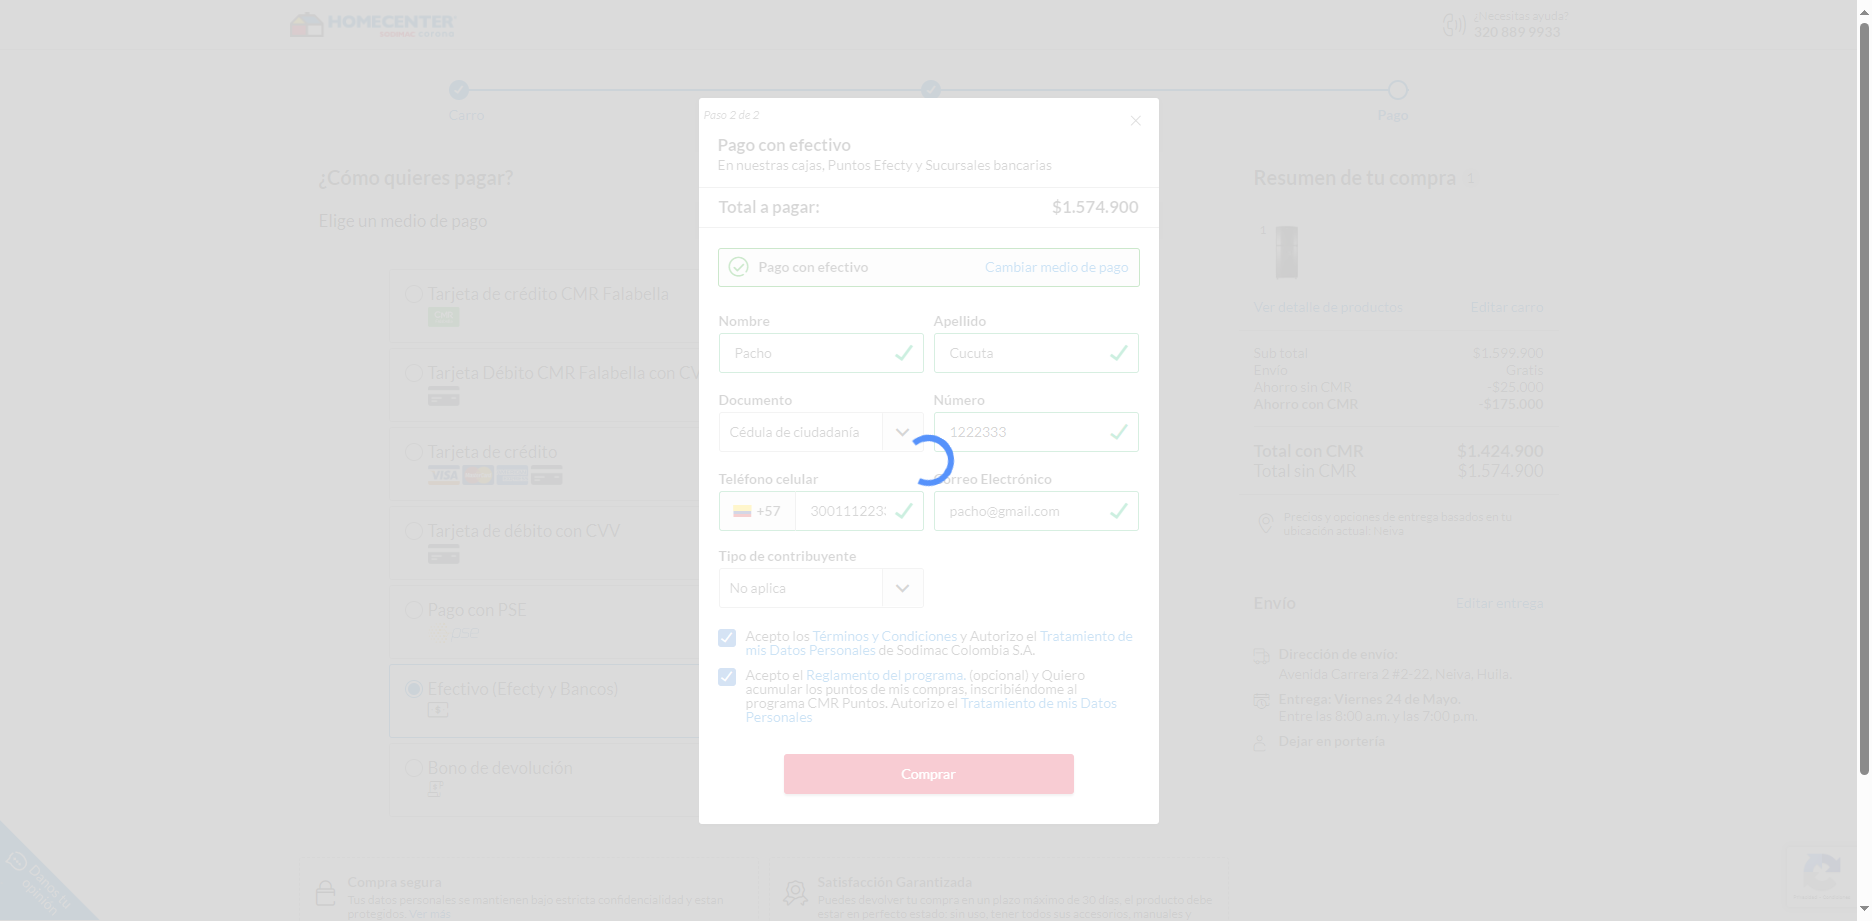 HOMECENTER
SODIMAC CORONA
¿Necesitas ayuda?
320 889 9933
Carro
Pago
¿Cómo quieres pagar?
Elige un medio de pago
Tarjeta de crédito CMR Falabella
CMR
Tarjeta Débito CMR Falabella con CV
Tarjeta de crédito
VISA
Tarjeta de débito con CVV
Pago con PSE
PSE
Efectivo (Efecty y Bancos)
Bono de devolución
Paso 2 de 2
Pago con efectivo
En nuestras cajas, Puntos Efecty y Sucursales bancarias
Total a pagar: $1.574.900
Pago con efectivo Cambiar medio de pago
Nombre Apellido
Pacho Cucuta
Documento Número
Cédula de ciudadanía 1222333
Teléfono celular Correo Electrónico
+57 300111223 pacho@gmail.com
Tipo de contribuyente
No aplica
Acepto los Términos y Condiciones y Autorizo el Tratamiento de
mis Datos Personales de Sodimac Colombia S.A.
Acepto el Reglamento del programa. (opcional) y Quiero
acumular los puntos de mis compras, inscribiéndome al
programa CMR Puntos. Autorizo el Tratamiento de mis Datos
Personales
Comprar
Resumen de tu compra 1
1
Ver detalle de productos Editar carro
Sub total $1.599.900
Envío Gratis
Ahorro sin CMR -$25.000
Ahorro con CMR -$175.000
Total con CMR $1.424.900
Total sin CMR $1.574.900
Precios y opciones de entrega basados en tu
ubicación actual: Neiva
Envío Editar entrega
Dirección de envío:
Avenida Carrera 2 #2-22, Neiva, Huila.
Entrega: Viernes 24 de Mayo.
Entre las 8:00 a.m. y las 7:00 p.m.
Dejar en portería
Compra segura
Tus datos personales se mantienen bajo estricta confidencialidad y están
protegidos. Ver más
Satisfacción Garantizada
Puedes devolver tu compra en un plazo máximo de 30 días, el producto debe
estar en perfecto estado: sin uso, tener todos sus accesorios, manuales y
Danos tu
opinión